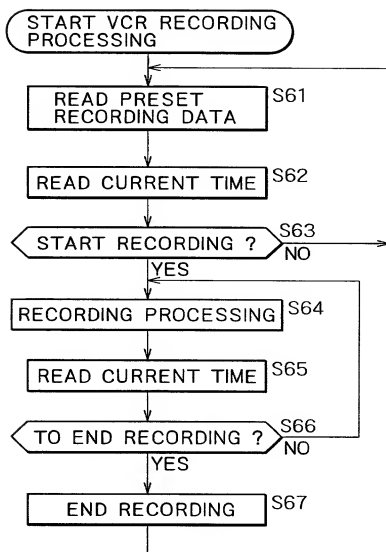 START VCR RECORDING
PROCESSING
READ PRESET
RECORDING DATA
S61
READ CURRENT TIME
S62
START RECORDING ?
S63
NO
YES
RECORDING PROCESSING
S64
READ CURRENT TIME
S65
TO END RECORDING ?
S66
NO
YES
END RECORDING
S67